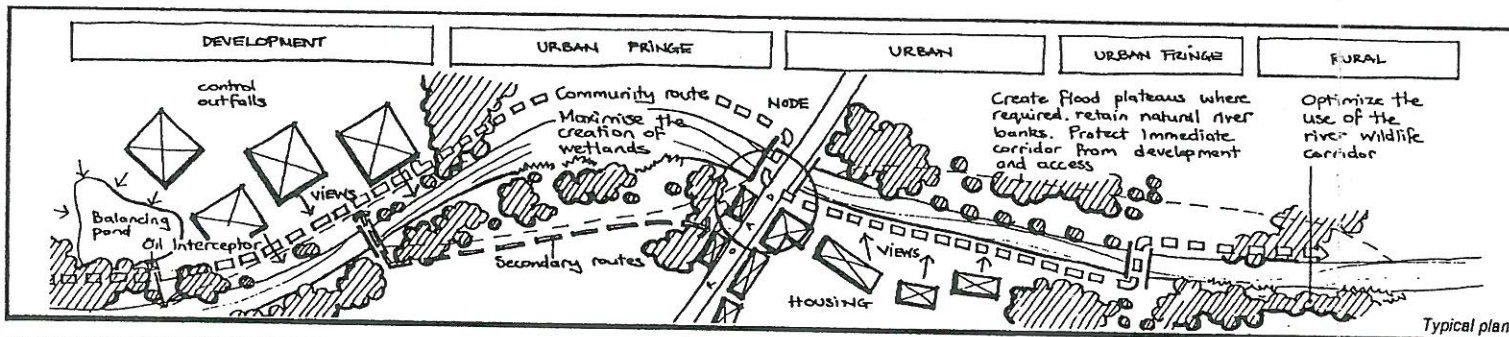 DEVELOPMENT
URBAN FRINGE
URBAN
URBAN FRINGE
RURAL
control
outfalls
Community route
NODE
Maximise the
creation of
wetlands
Create flood plateaus where
required. retain natural river
banks. Protect immediate
corridor from development
and access
Optimize the
use of the
river wildlife
corridor
VIEWS
Balancing
pond
Oil Interceptor
Secondary routes
VIEWS
HOUSING
Typical plan